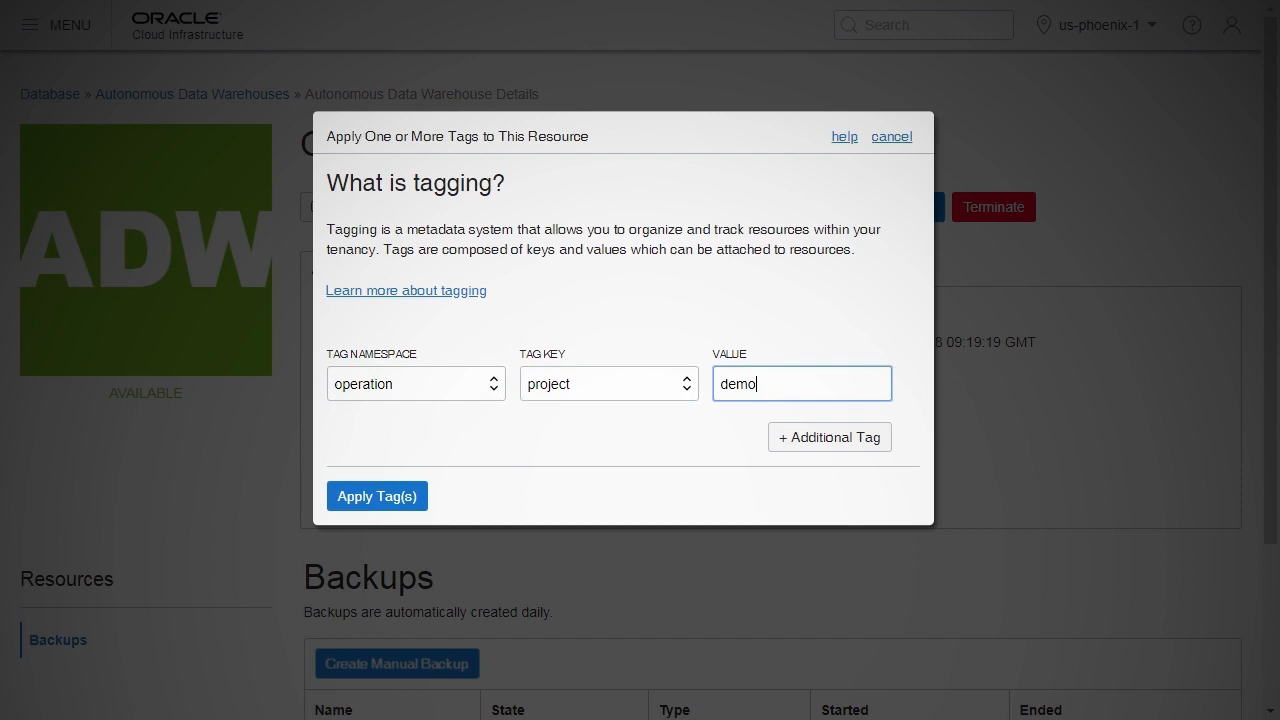 MENU
ORACLE
Cloud Infrastructure
Search
us-phoenix-1
Database » Autonomous Data Warehouses » Autonomous Data Warehouse Details
ADW
AVAILABLE
Terminate
09:19:19 GMT
Apply One or More Tags to This Resource
help
cancel
What is tagging?
Tagging is a metadata system that allows you to organize and track resources within your
tenancy. Tags are composed of keys and values which can be attached to resources.
Learn more about tagging
TAG NAMESPACE
TAG KEY
VALUE
operation
project
demo
+ Additional Tag
Apply Tag(s)
Resources
Backups
Backups
Backups are automatically created daily.
Create Manual Backup
Name
State
Type
Started
Ended